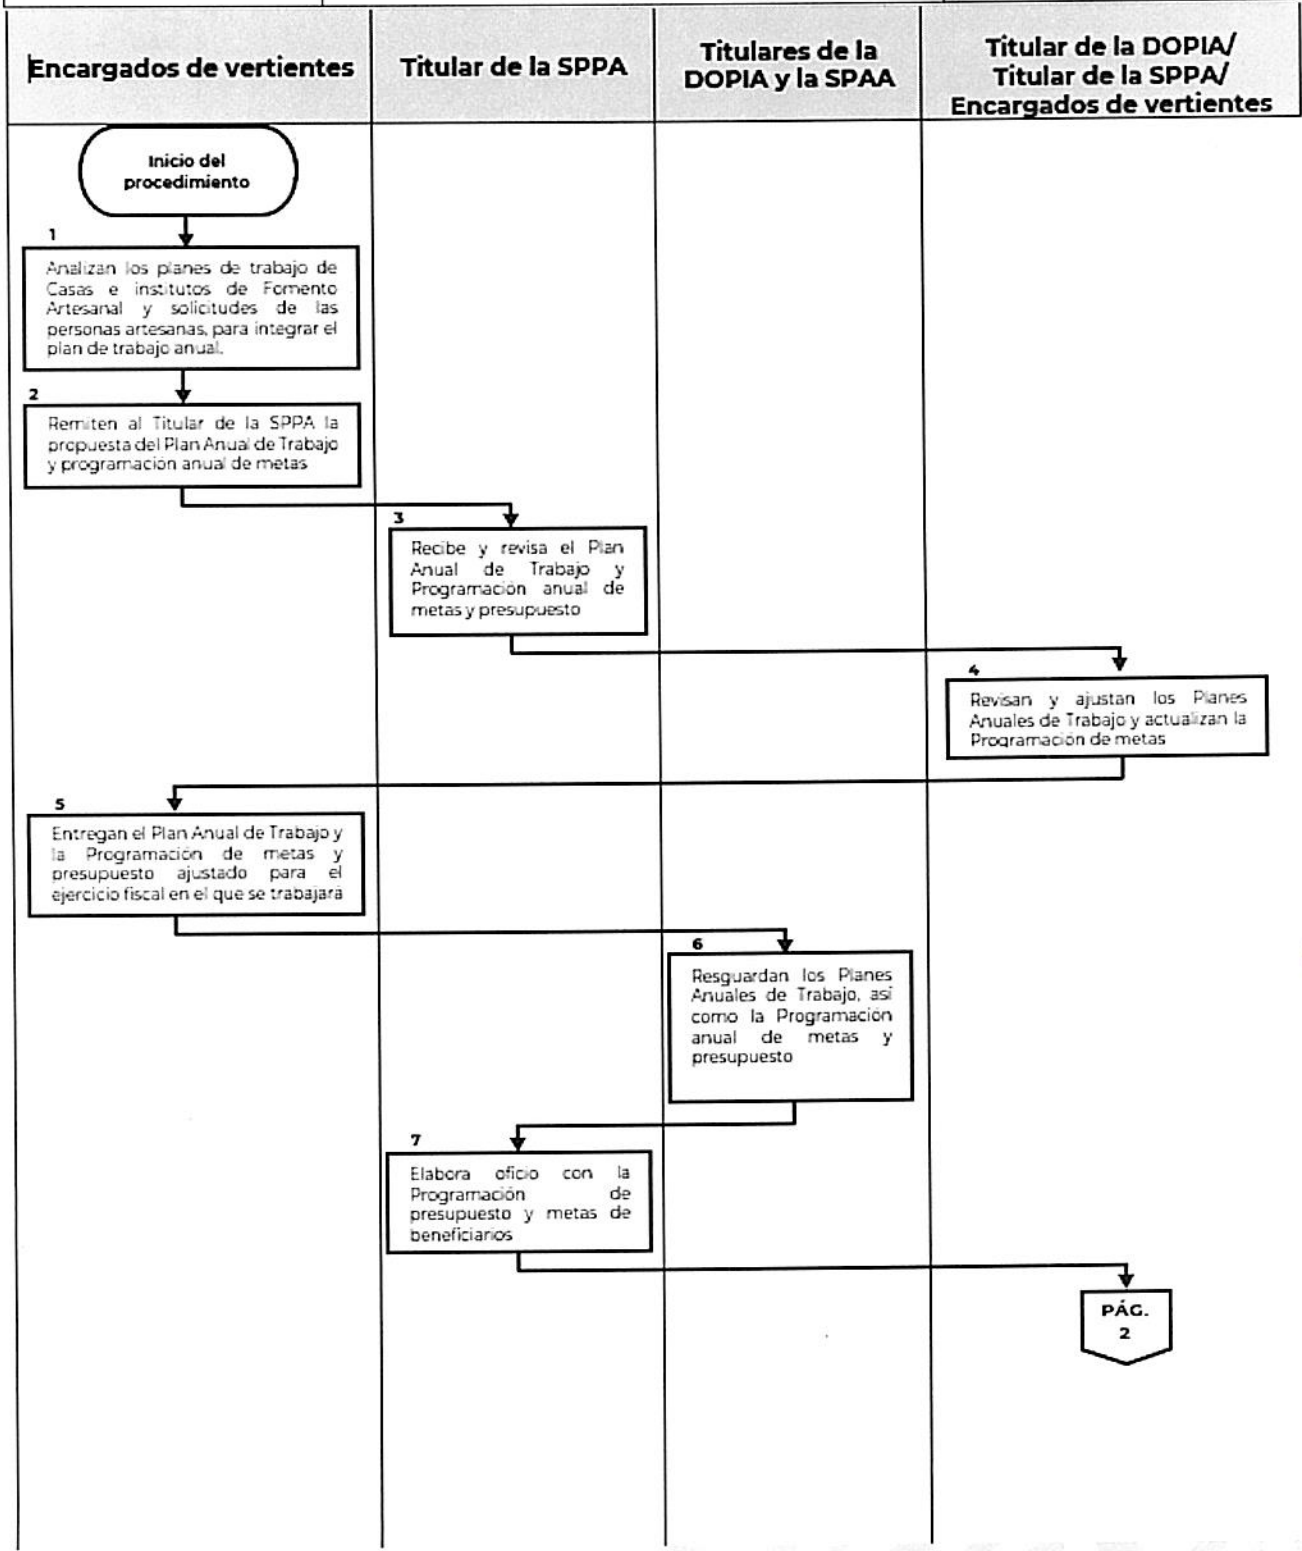 Encargados de vertientes
Titular de la SPPA
Titulares de la
DOPIA y la SPAA
Titular de la DOPIA/
Titular de la SPPA/
Encargados de vertientes
Inicio del
procedimiento
1
Analizan los planes de trabajo de
Casas e institutos de Fomento
Artesanal y solicitudes de las
personas artesanas, para integrar el
plan de trabajo anual.
2
Remiten al Titular de la SPPA la
propuesta del Plan Anual de Trabajo
y programación anual de metas
3
Recibe y revisa el Plan
Anual de Trabajo y
Programación anual de
metas y presupuesto
4
Revisan y ajustan los Planes
Anuales de Trabajo y actualizan la
Programación de metas
5
Entregan el Plan Anual de Trabajo y
la Programación de metas y
presupuesto ajustado para el
ejercicio fiscal en el que se trabajará
6
Resguardan los Planes
Anuales de Trabajo, así
como la Programación
anual de metas y
presupuesto
7
Elabora oficio con la
Programación de
presupuesto y metas de
beneficiarios
PÁG.
2